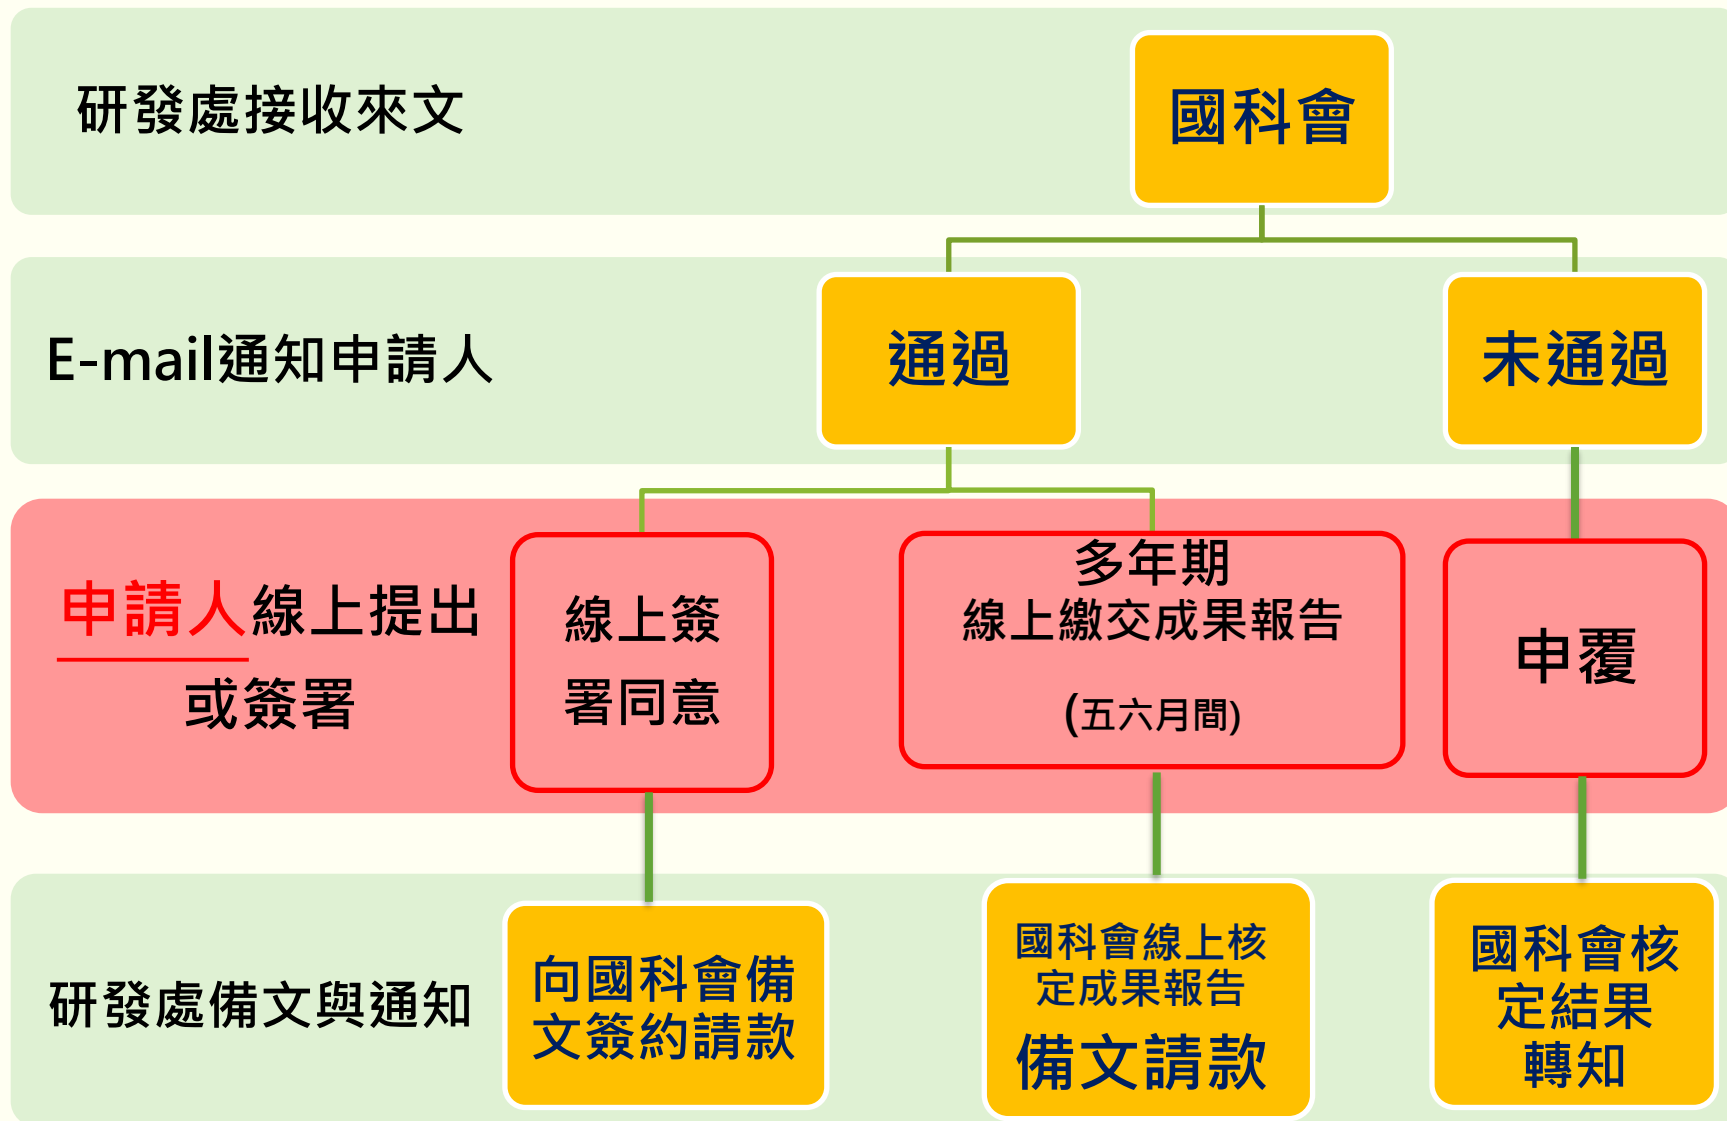 研發處接收來文
國科會
E-mail通知申請人
通過
未通過
申請人線上提出
或簽署
線上簽
署同意
多年期
線上繳交成果報告
(五六月間)
申覆
研發處備文與通知
向國科會備
文簽約請款
國科會線上核
定成果報告
備文請款
國科會核
定結果
轉知